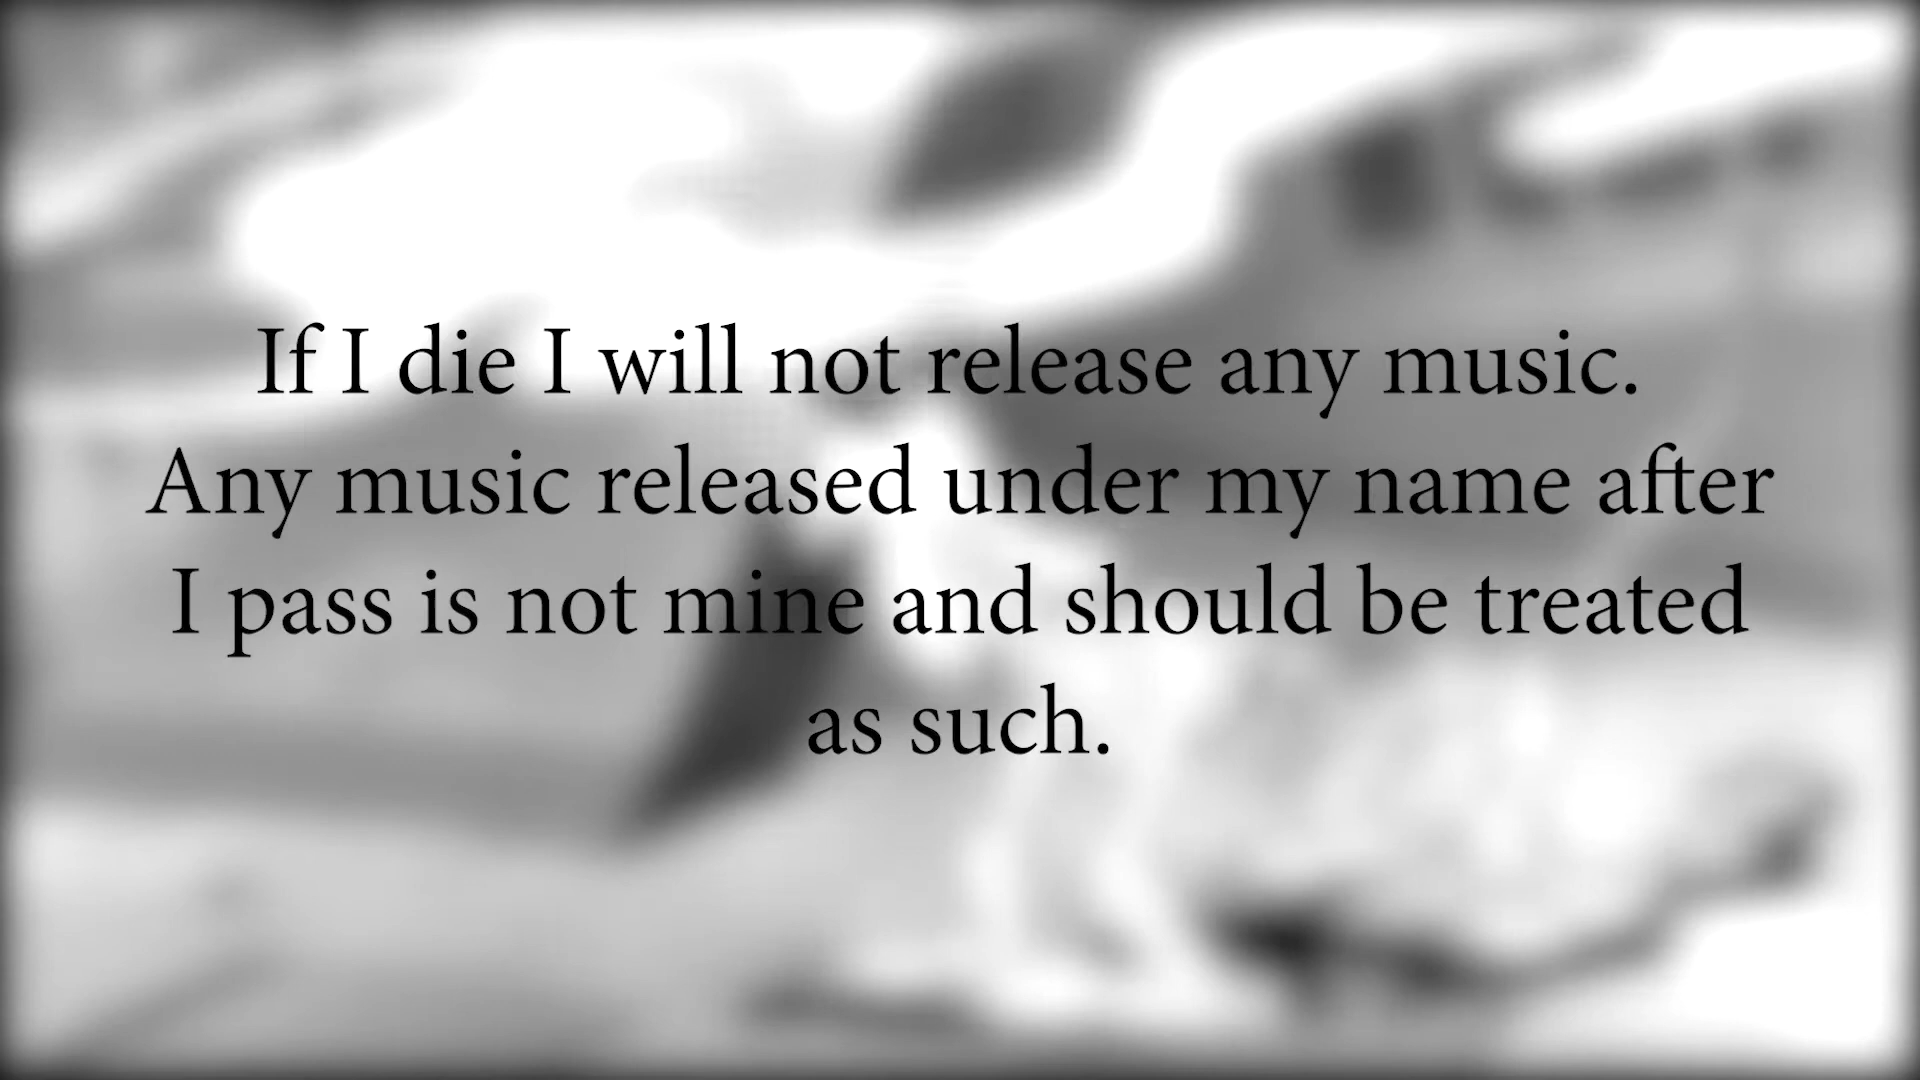 If I die I will not release any music.
Any music released under my name after
I pass is not mine and should be treated
as such.